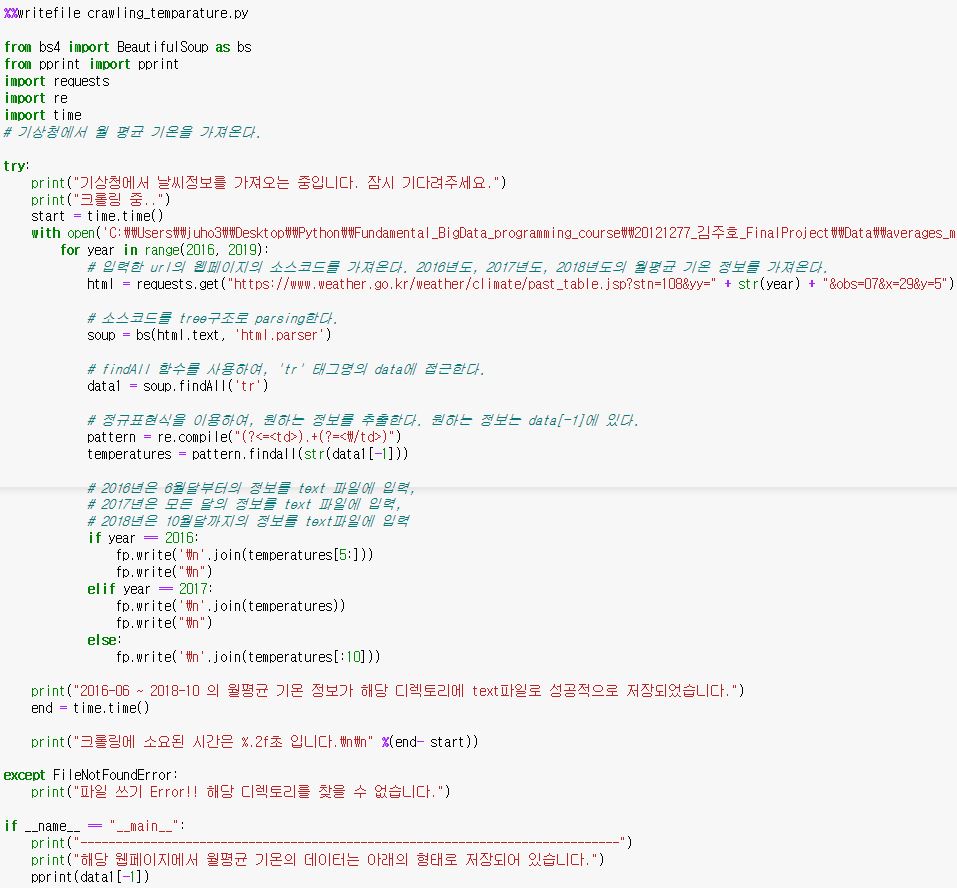 %%writefile crawling_temparature.py
from bs4 import BeautifulSoup as bs
from pprint import pprint
import requests
import re
import time
# 기상청에서 월 평균 기온을 가져온다.
try:
    print("기상청에서 날씨정보를 가져오는 중입니다. 잠시 기다려주세요.")
    print("크롤링 중..")
    start = time.time()
    with open('C:₩₩Users₩₩juho3₩₩Desktop₩₩Python₩₩Fundamental_BigData_programming_course₩₩20121277_김주호_FinalProject₩₩Data₩₩averages_m
        for year in range(2016, 2019):
            # 입력한 url의 웹페이지의 소스코드를 가져온다. 2016년도, 2017년도, 2018년도의 월평균 기온 정보를 가져온다.
            html = requests.get("https://www.weather.go.kr/weather/climate/past_table.jsp?stn=108&yy=" + str(year) + "&obs=07&x=29&y=5")
            # 소스코드를 tree구조로 parsing한다.
            soup = bs(html.text, 'html.parser')
            # findAll 함수를 사용하여, 'tr' 태그명의 data에 접근한다.
            data1 = soup.findAll('tr')
            # 정규표현식을 이용하여, 원하는 정보를 추출한다. 원하는 정보는 data[-1]에 있다.
            pattern = re.compile("(?<=<td>).+(?=<₩/td>)")
            temperatures = pattern.findall(str(data1[-1]))
            # 2016년은 6월달부터의 정보를 text 파일에 입력,
            # 2017년은 모든 달의 정보를 text 파일에 입력,
            # 2018년은 10월달까지의 정보를 text파일에 입력
            if year == 2016:
                fp.write('₩n'.join(temperatures[5:]))
                fp.write("₩n")
            elif year == 2017:
                fp.write('₩n'.join(temperatures))
                fp.write("₩n")
            else:
                fp.write('₩n'.join(temperatures[:10]))
    print("2016-06 ~ 2018-10 의 월평균 기온 정보가 해당 디렉토리에 text파일로 성공적으로 저장되었습니다.")
    end = time.time()
    print("크롤링에 소요된 시간은 %.2f초 입니다.₩n₩n" %(end- start))
except FileNotFoundError:
    print("파일 쓰기 Error!! 해당 디렉토리를 찾을 수 없습니다.")
if __name__ == "__main__":
    print("-----------------------------------------------------------------------------")
    print("해당 웹페이지에서 월평균 기온의 데이터는 아래의 형태로 저장되어 있습니다.")
    pprint(data1[-1])